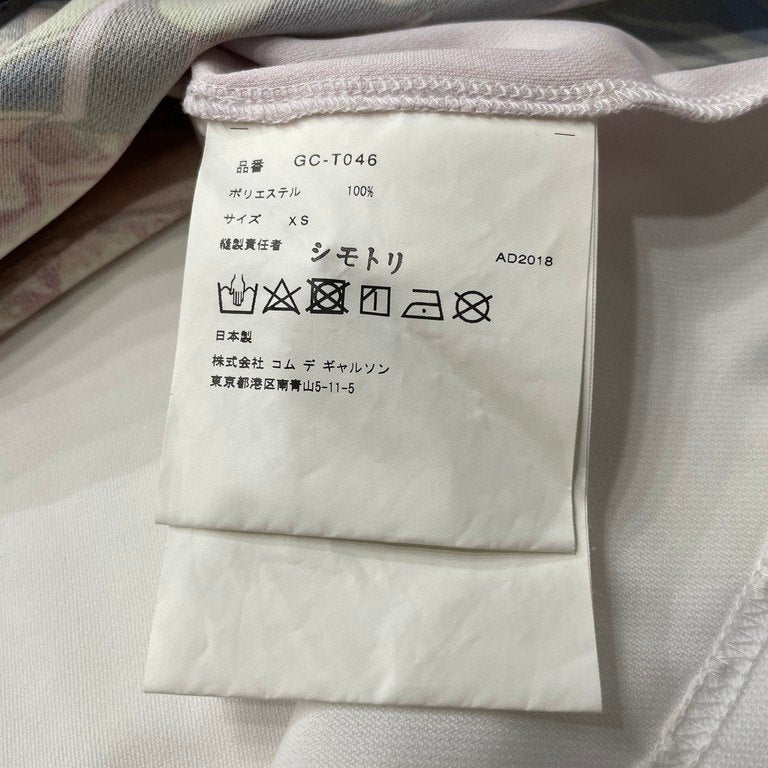 品番 GC-T046
ポリエステル 100%
サイズ XS
縫製責任者 シモトリ AD2018
日本製
株式会社 コム デ ギャルソン
東京都港区南青山5-11-5